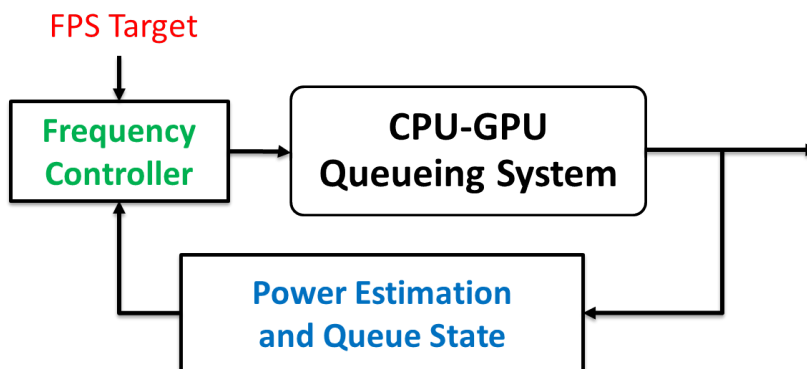 FPS Target
Frequency
Controller
CPU-GPU
Queueing System
Power Estimation
and Queue State